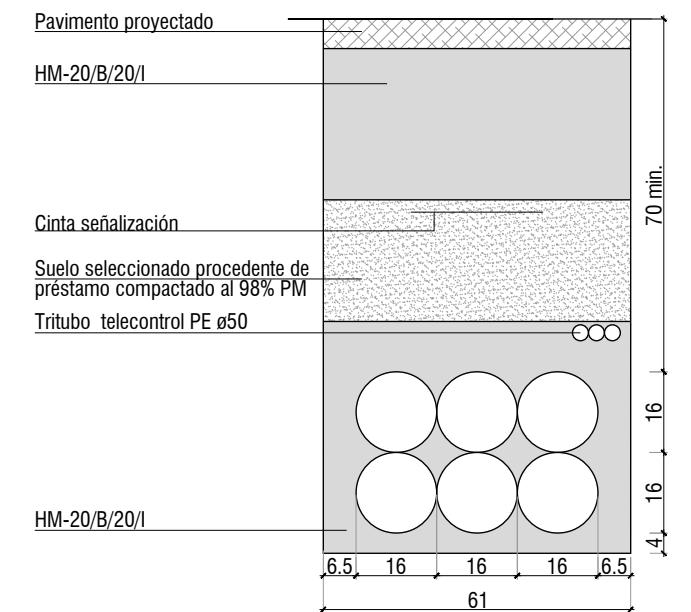 Pavimento proyectado
HM-20/B/20/I
Cinta señalización
Suelo seleccionado procedente de
préstamo compactado al 98% PM
Tritubo telecontrol PE ø50
HM-20/B/20/I
70 min.
16
16
4
6.5 16 16 16 6.5
61